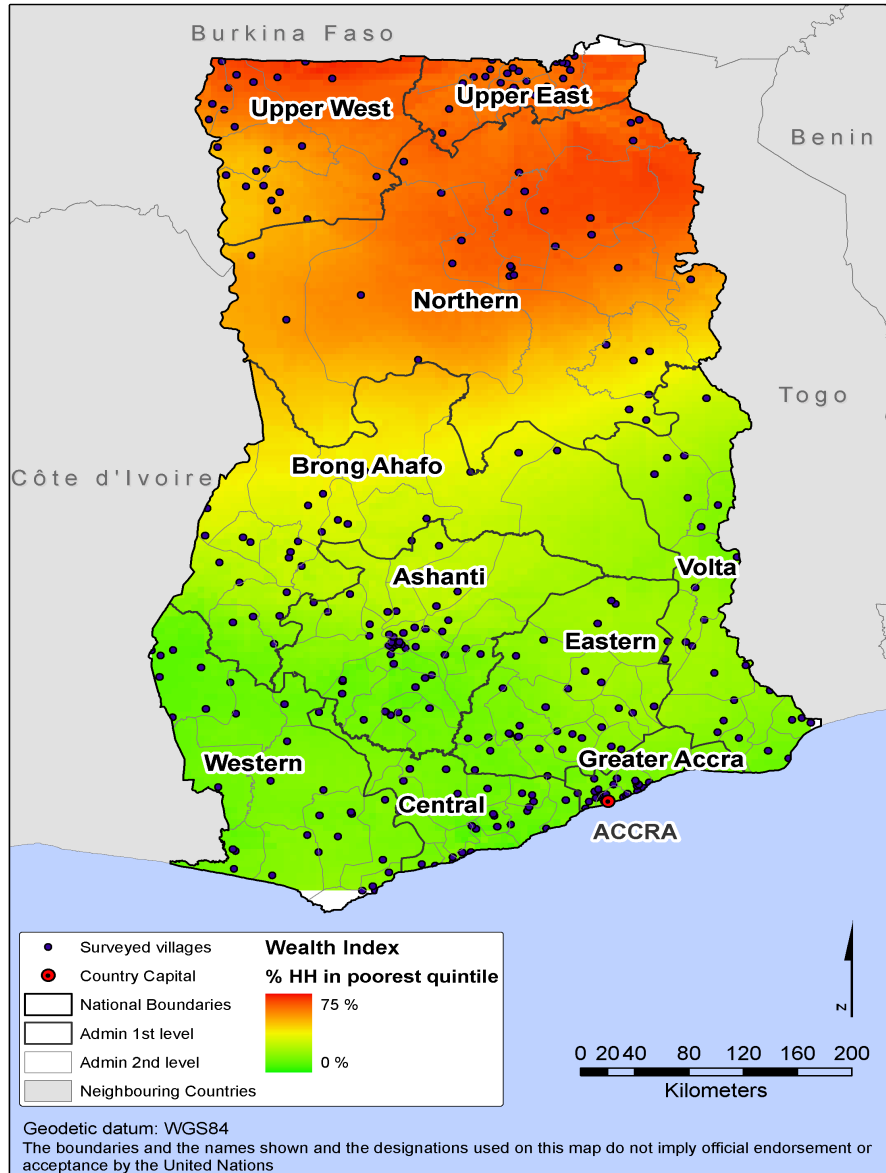 Burkina Faso
Upper West
Upper East
Benin
Northern
Togo
Brong Ahafo
Côte d'Ivoire
Volta
Ashanti
Eastern
Western
Greater Accra
Central
ACCRA
Surveyed villages
Country Capital
National Boundaries
Admin 1st level
Admin 2nd level
Neighbouring Countries
Wealth Index
% HH in poorest quintile
75 %
0 %
N
0 20 40 80 120 160 200
Kilometers
Geodetic datum: WGS84
The boundaries and the names shown and the designations used on this map do not imply official endorsement or
acceptance by the United Nations